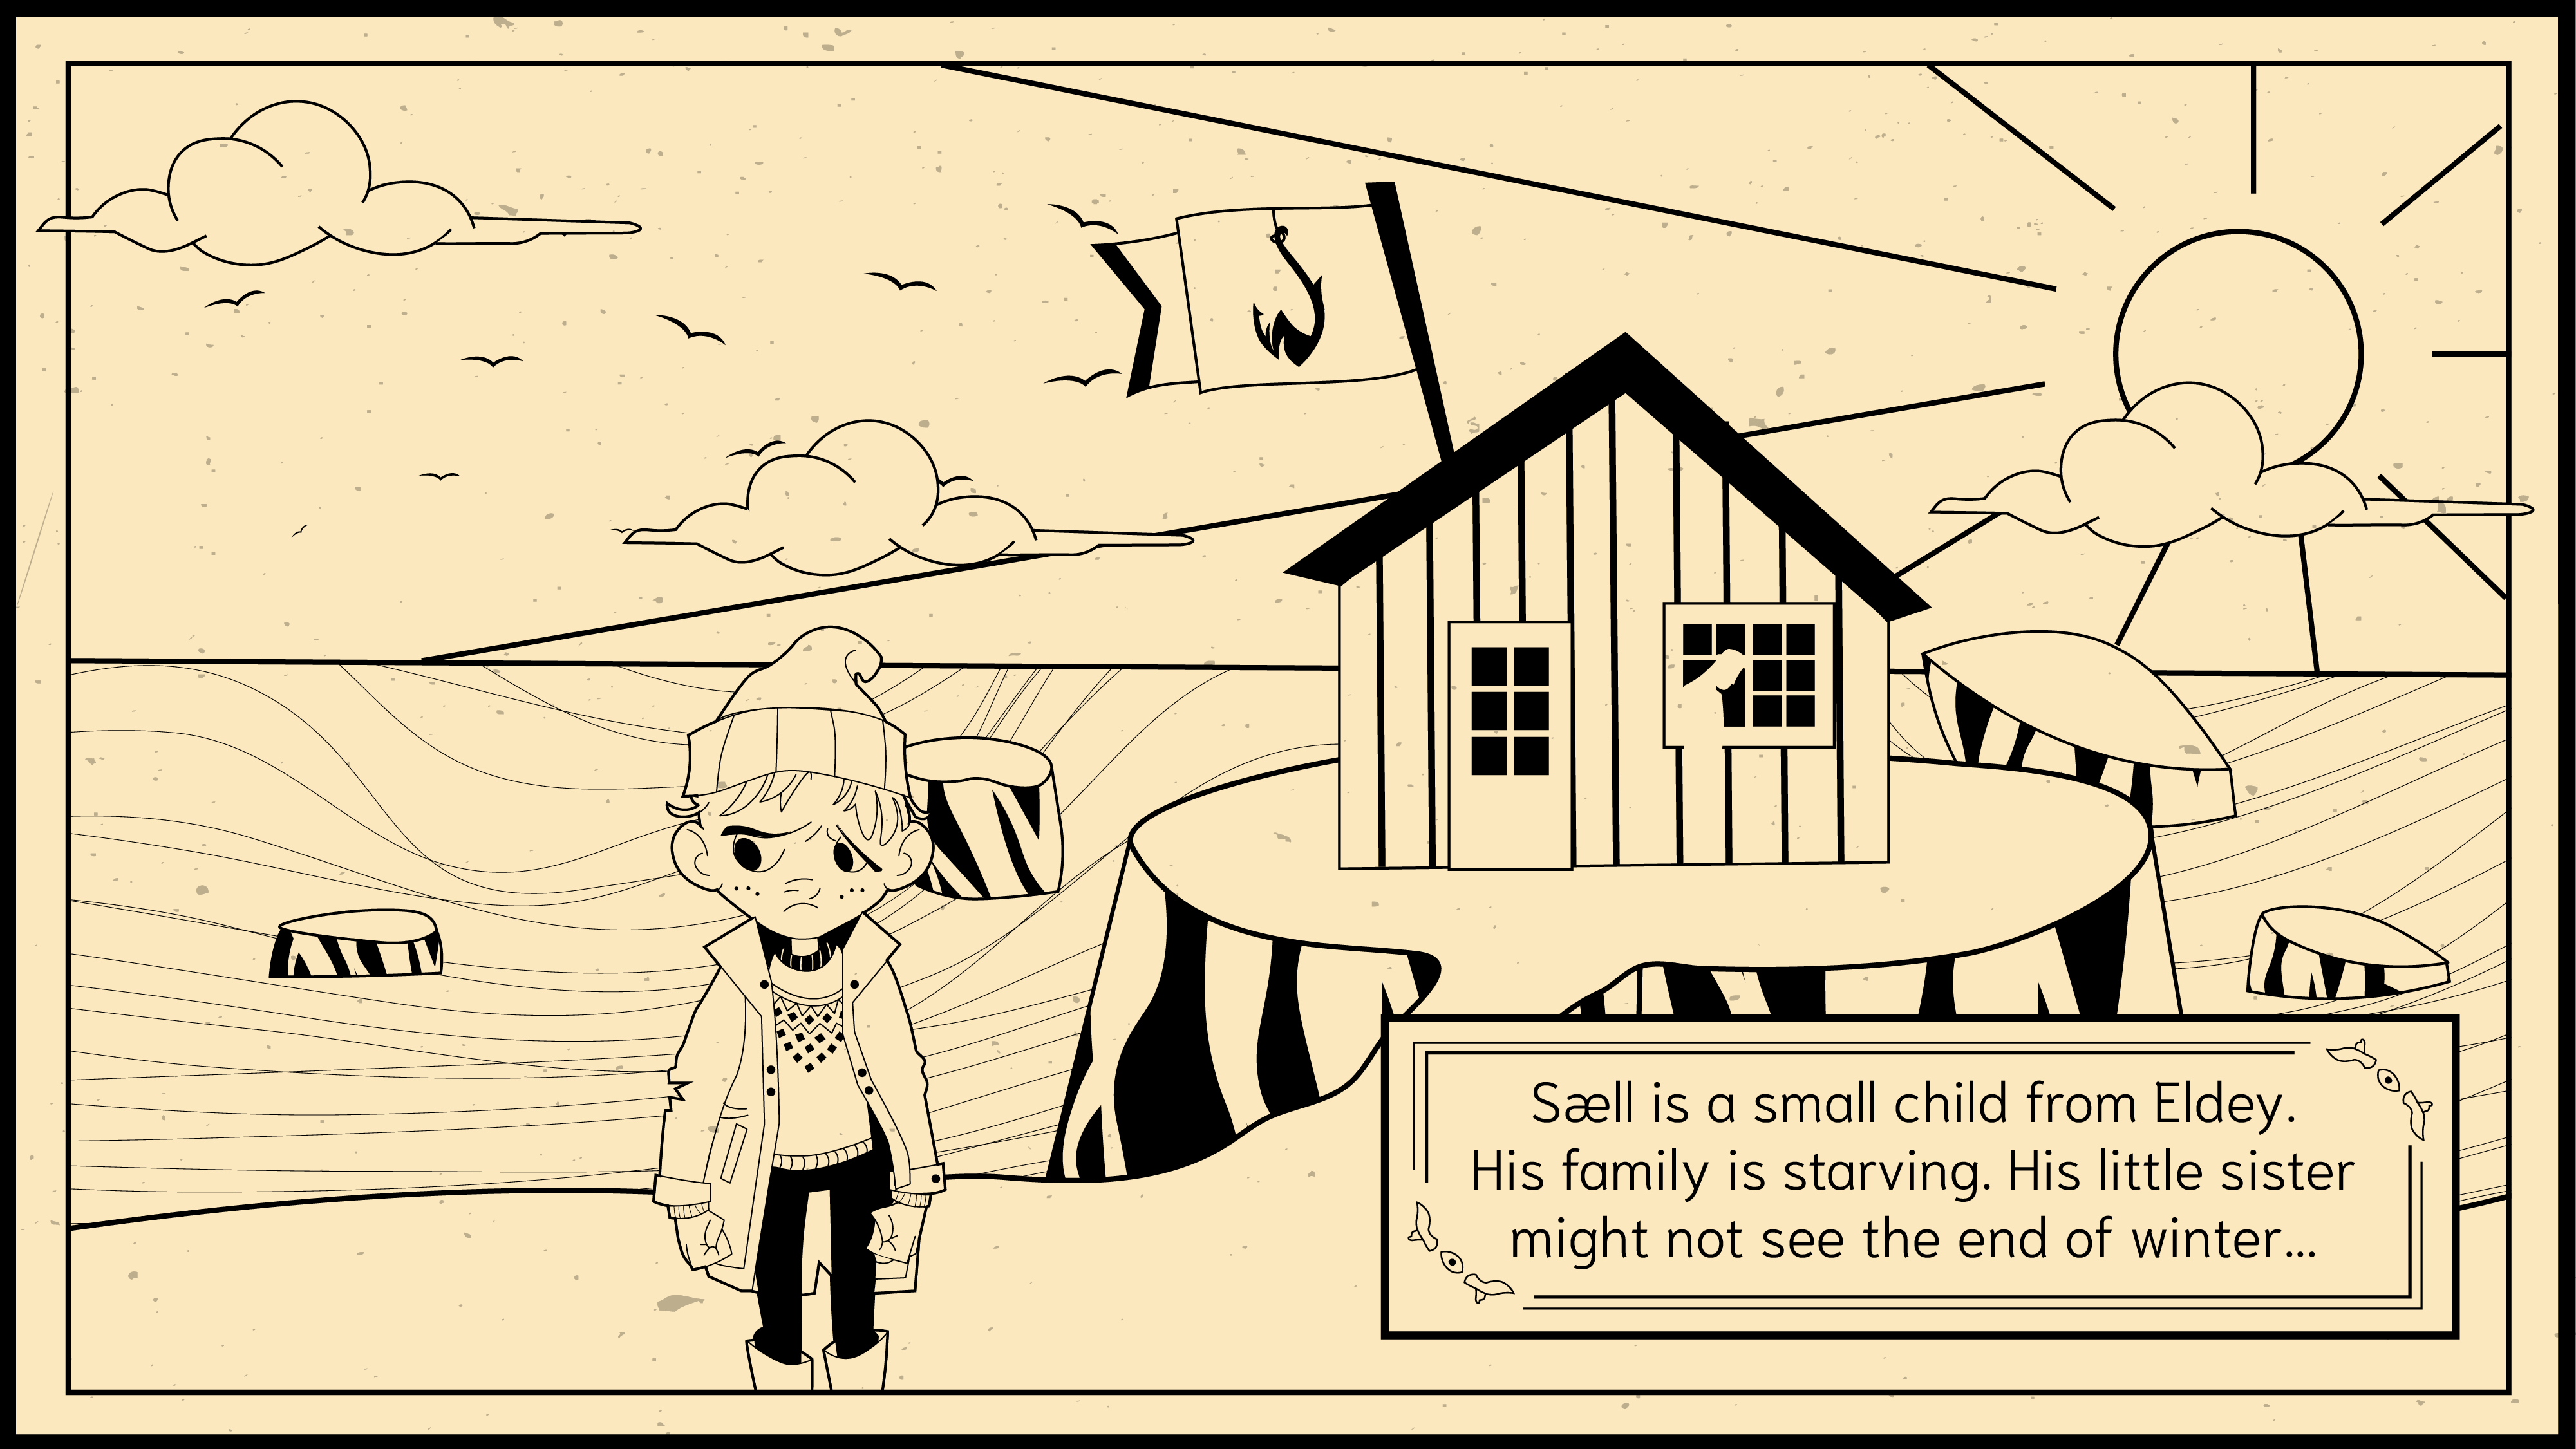 Sæll is a small child from Eldey.
His family is starving. His little sister
might not see the end of winter...